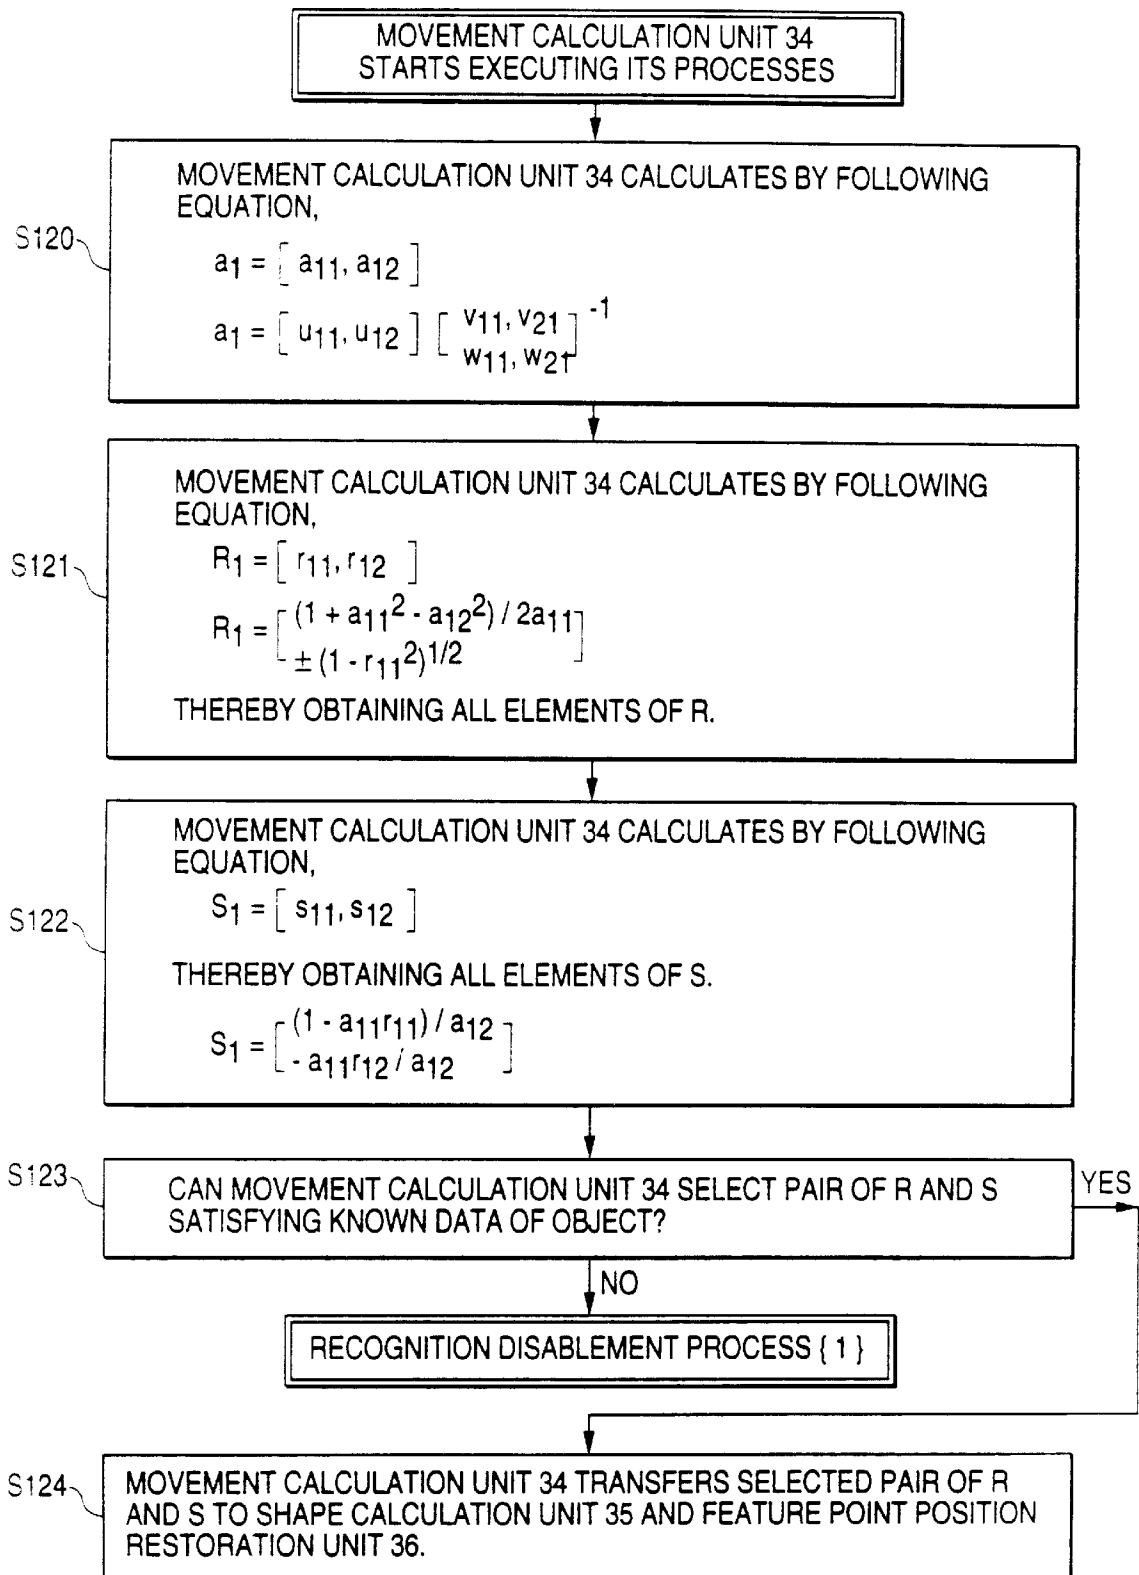 MOVEMENT CALCULATION UNIT 34
STARTS EXECUTING ITS PROCESSES
S120
MOVEMENT CALCULATION UNIT 34 CALCULATES BY FOLLOWING
EQUATION,
a1 = [ a11, a12 ]
a1 = [ u11, u12 ] [ v11, v21 ] -1
w11, w21
S121
MOVEMENT CALCULATION UNIT 34 CALCULATES BY FOLLOWING
EQUATION,
R1 = [ r11, r12 ]
R1 = [ (1 + a11² - a12²) / 2a11 ]
± (1 - r11²)1/2
THEREBY OBTAINING ALL ELEMENTS OF R.
S122
MOVEMENT CALCULATION UNIT 34 CALCULATES BY FOLLOWING
EQUATION,
S1 = [ s11, s12 ]
THEREBY OBTAINING ALL ELEMENTS OF S.
S1 = [ (1 - a11r11) / a12 ]
- a11r12 / a12
S123
CAN MOVEMENT CALCULATION UNIT 34 SELECT PAIR OF R AND S
SATISFYING KNOWN DATA OF OBJECT?
YES
NO
RECOGNITION DISABLEMENT PROCESS { 1 }
S124
MOVEMENT CALCULATION UNIT 34 TRANSFERS SELECTED PAIR OF R
AND S TO SHAPE CALCULATION UNIT 35 AND FEATURE POINT POSITION
RESTORATION UNIT 36.